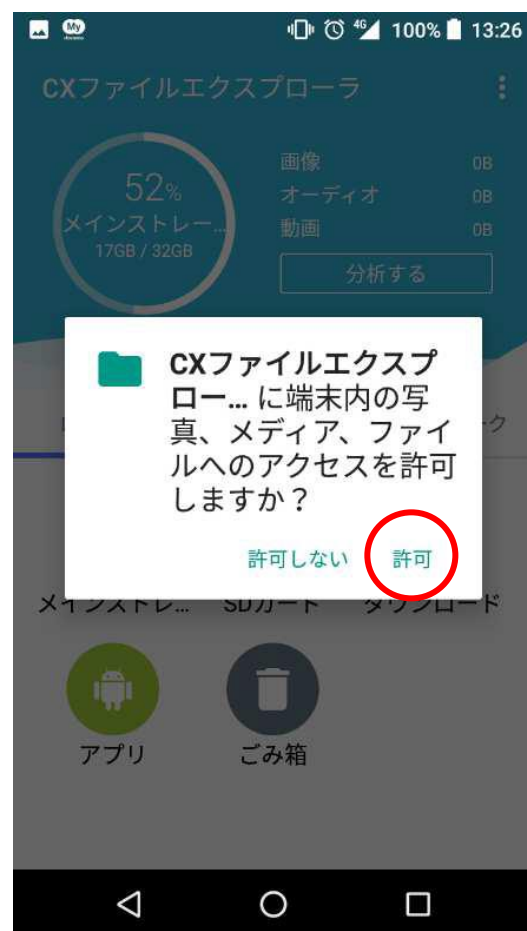 My
docomo
4G 100% 13:26
CXファイルエクスプローラ
52%
メインストレー...
17GB / 32GB
画像 0B
オーディオ 0B
動画 0B
分析する
CXファイルエクスプ
ロー... に端末内の写
真、メディア、ファイ
ルへのアクセスを許可
しますか？
許可しない 許可
ク
メインストレ... SDカード ダウンロード
アプリ ごみ箱